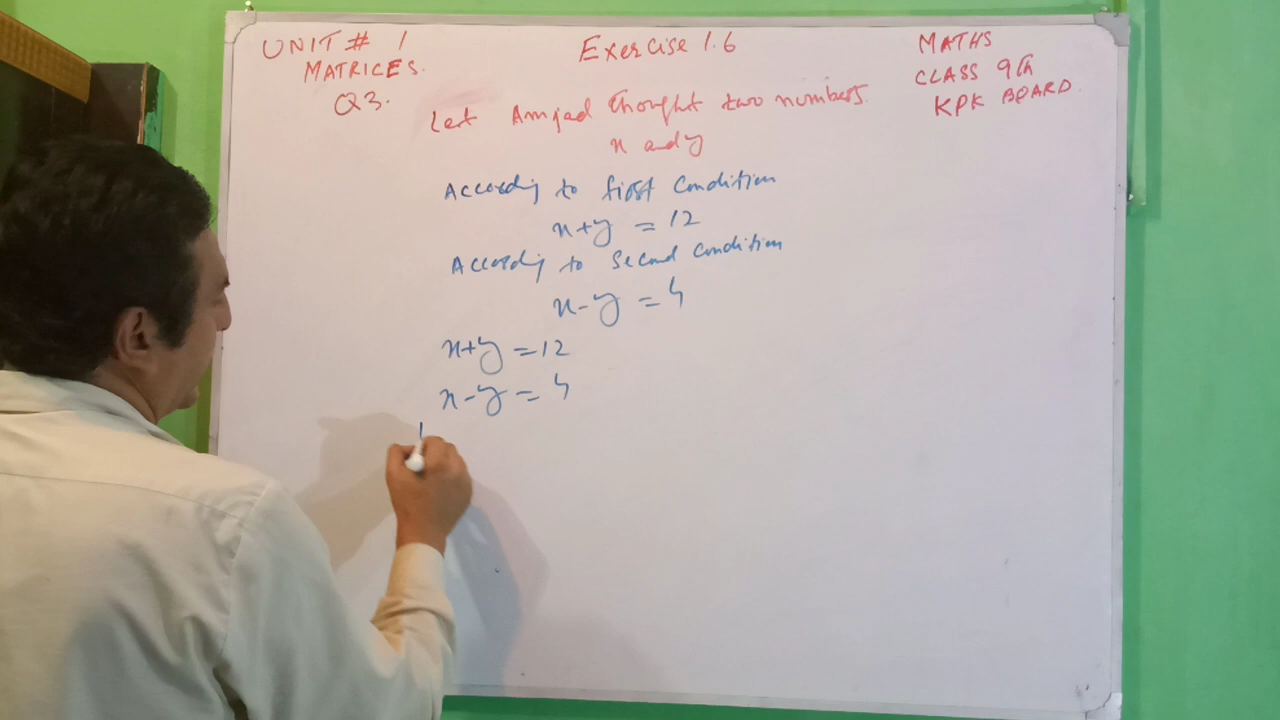 UNIT # 1
MATRICES.
Q3.
Exercise 1.6
MATHS
CLASS 9th
KPK BOARD.
Let Amjad thought two numbers.
x and y
According to first condition
x+y = 12
According to second condition
x-y = 4
x+y = 12
x-y = 4